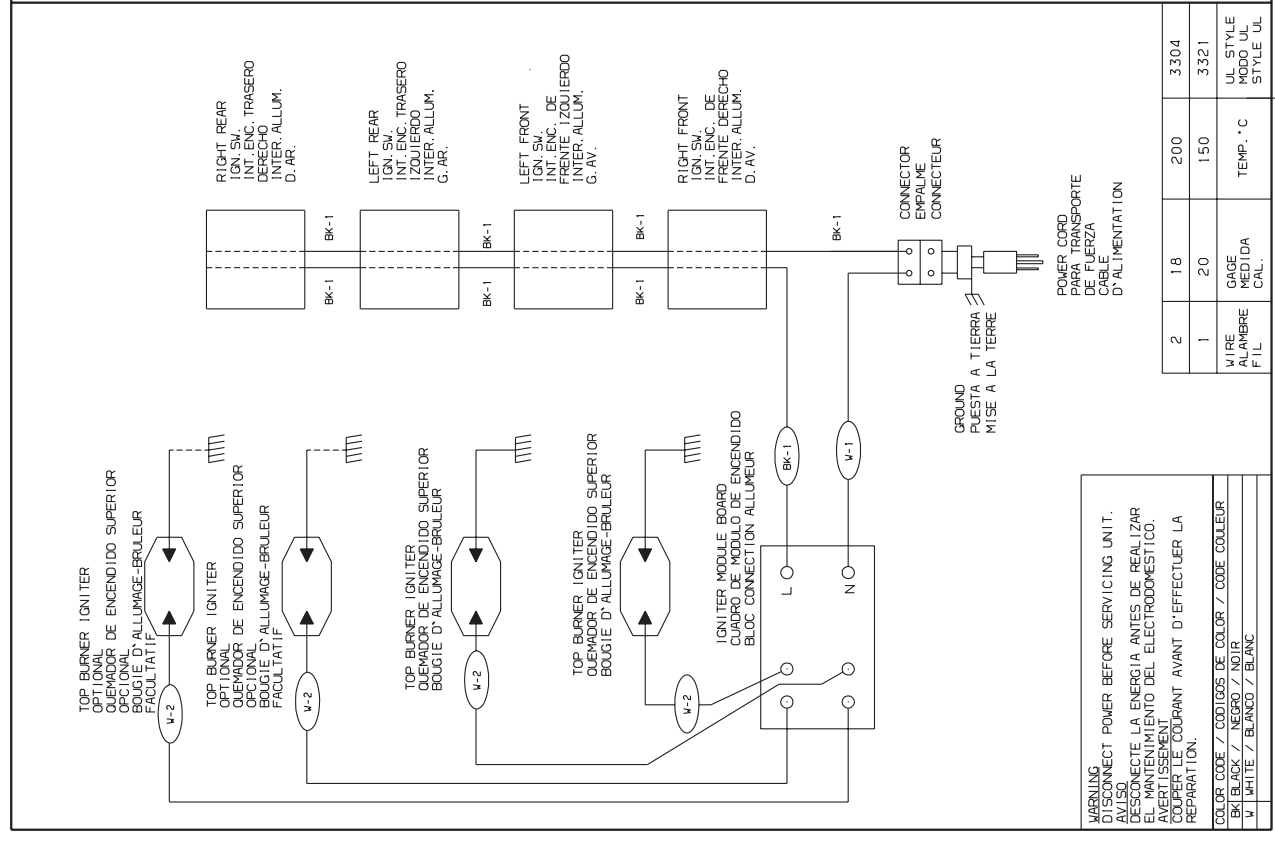 TOP BURNER IGNITER
OPTIONAL
QUEMADOR DE ENCENDIDO SUPERIOR
OPCIONAL
BOUGIE D`ALLUMAGE-BRULEUR
FACULTATIF
W-2
TOP BURNER IGNITER
OPTIONAL
QUEMADOR DE ENCENDIDO SUPERIOR
OPCIONAL
BOUGIE D`ALLUMAGE-BRULEUR
FACULTATIF
W-2
TOP BURNER IGNITER
QUEMADOR DE ENCENDIDO SUPERIOR
BOUGIE D`ALLUMAGE-BRULEUR
W-2
TOP BURNER IGNITER
QUEMADOR DE ENCENDIDO SUPERIOR
BOUGIE D`ALLUMAGE-BRULEUR
W-2
IGNITER MODULE BOARD
CUADRO DE MODULO DE ENCENDIDO
BLOC CONNECTION ALLUMEUR
L
N
BK-1
W-1
RIGHT REAR
IGN. SW.
INT. ENC. TRASERO
DERECHO
INTER. ALLUM.
D. AR.
BK-1
BK-1
LEFT REAR
IGN. SW.
INT. ENC. TRASERO
IZQUIERDO
INTER. ALLUM.
G. AR.
BK-1
BK-1
LEFT FRONT
IGN. SW.
INT. ENC. DE
FRENTE IZQUIERDO
INTER. ALLUM.
G. AV.
BK-1
BK-1
RIGHT FRONT
IGN. SW.
INT. ENC. DE
FRENTE DERECHO
INTER. ALLUM.
D. AV.
BK-1
CONNECTOR
EMPALME
CONNECTEUR
GROUND
PUESTA A TIERRA
MISE A LA TERRE
POWER CORD
PARA TRANSPORTE
DE FUERZA
CABLE
D`ALIMENTATION
WARNING
DISCONNECT POWER BEFORE SERVICING UNIT.
AVISO
DESCONECTE LA ENERGIA ANTES DE REALIZAR
EL MANTENIMIENTO DEL ELECTRODOMESTICO.
AVERTISSEMENT
COUPER LE COURANT AVANT D'EFFECTUER LA
REPARATION.
COLOR CODE / CODIGOS DE COLOR / CODE COULEUR
BK BLACK / NEGRO / NOIR
W WHITE / BLANCO / BLANC
2 18 200 3304
1 20 150 3321
WIRE GAGE TEMP.°C UL STYLE
ALAMBRE MEDIDA MODO UL
FIL CAL. STYLE UL